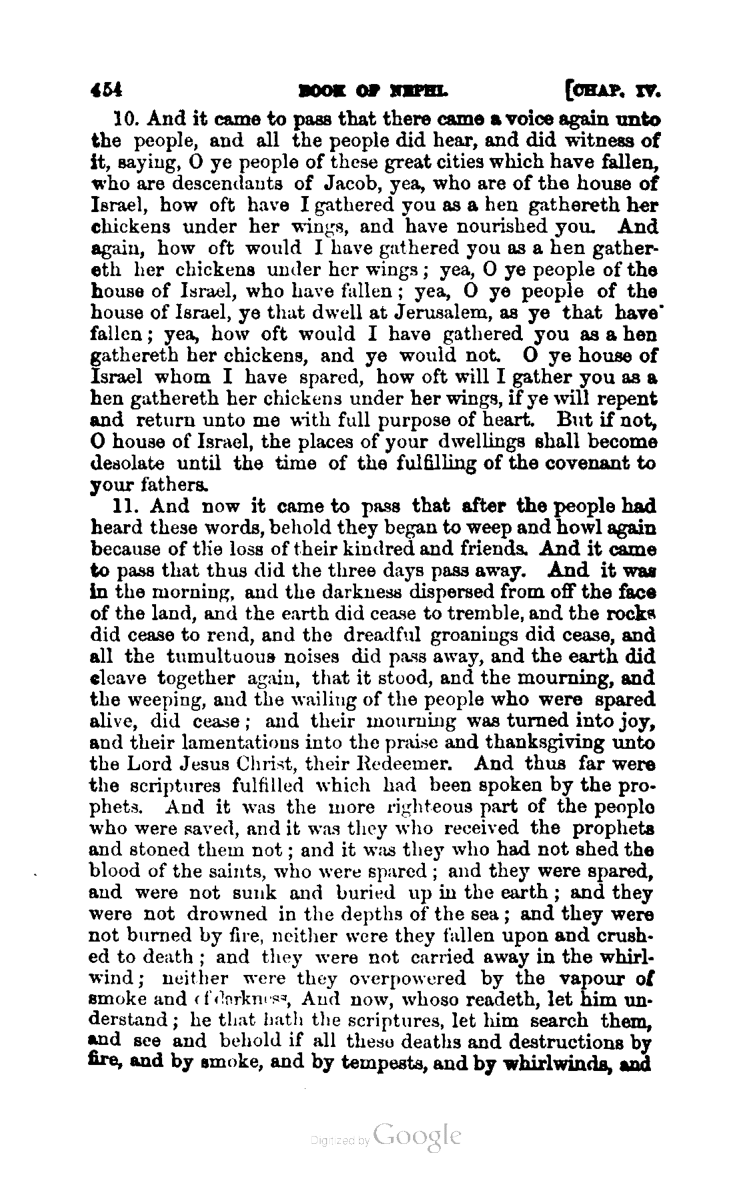 454 BOOK OF NEPHI. [CHAP. IV.
10. And it came to pass that there came a voice again unto
the people, and all the people did hear, and did witness of
it, saying, O ye people of these great cities which have fallen,
who are descendants of Jacob, yea, who are of the house of
Israel, how oft have I gathered you as a hen gathereth her
chickens under her wings, and have nourished you. And
again, how oft would I have gathered you as a hen gather-
eth her chickens under her wings; yea, O ye people of the
house of Israel, who have fallen; yea, O ye people of the
house of Israel, ye that dwell at Jerusalem, as ye that have
fallen; yea, how oft would I have gathered you as a hen
gathereth her chickens, and ye would not. O ye house of
Israel whom I have spared, how oft will I gather you as a
hen gathereth her chickens under her wings, if ye will repent
and return unto me with full purpose of heart. But if not,
O house of Israel, the places of your dwellings shall become
desolate until the time of the fulfilling of the covenant to
your fathers.
11. And now it came to pass that after the people had
heard these words, behold they began to weep and howl again
because of the loss of their kindred and friends. And it came
to pass that thus did the three days pass away. And it was
in the morning, and the darkness dispersed from off the face
of the land, and the earth did cease to tremble, and the rocks
did cease to rend, and the dreadful groanings did cease, and
all the tumultuous noises did pass away, and the earth did
cleave together again, that it stood, and the mourning, and
the weeping, and the wailing of the people who were spared
alive, did cease; and their mourning was turned into joy,
and their lamentations into the praise and thanksgiving unto
the Lord Jesus Christ, their Redeemer. And thus far were
the scriptures fulfilled which had been spoken by the pro-
phets. And it was the more righteous part of the people
who were saved, and it was they who received the prophets
and stoned them not; and it was they who had not shed the
blood of the saints, who were spared; and they were spared,
and were not sunk and buried up in the earth; and they
were not drowned in the depths of the sea; and they were
not burned by fire, neither were they fallen upon and crush-
ed to death; and they were not carried away in the whirl-
wind; neither were they overpowered by the vapour of
smoke and of darkness, And now, whoso readeth, let him un-
derstand; he that hath the scriptures, let him search them,
and see and behold if all these deaths and destructions by
fire, and by smoke, and by tempests, and by whirlwinds, and
Digitized by Google